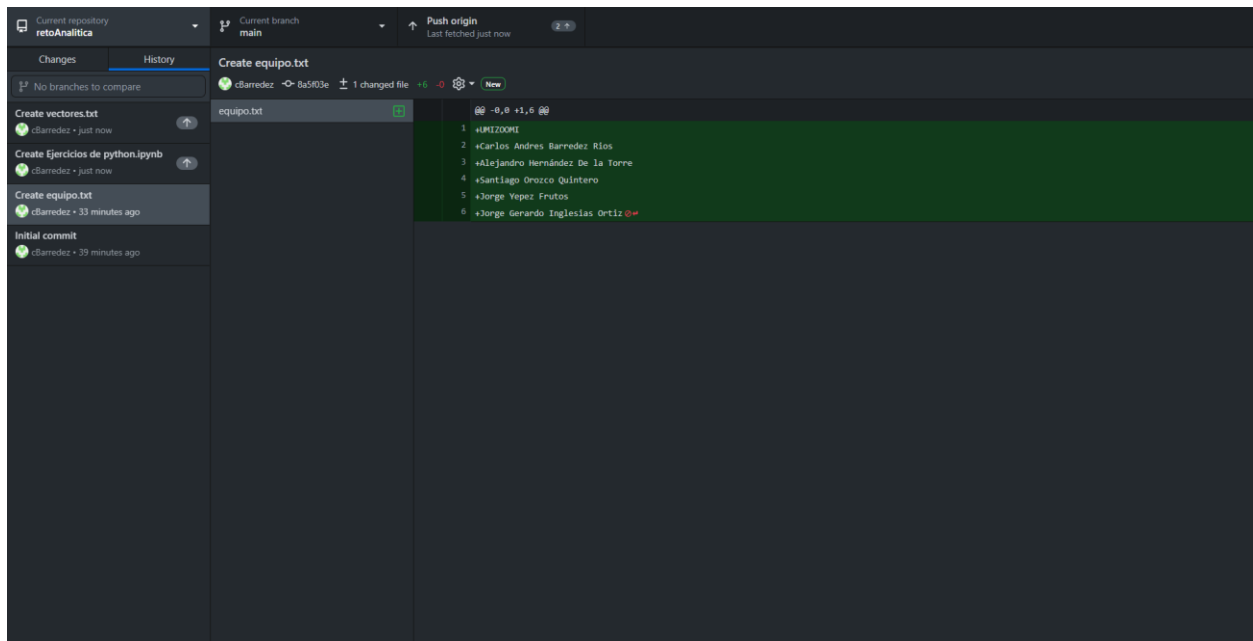 Current repository
retoAnalitica
Current branch
main
Push origin
Last fetched just now
2
Changes
History
No branches to compare
Create vectores.txt
cBarredez • just now
Create Ejercicios de python.ipynb
cBarredez • just now
Create equipo.txt
cBarredez • 33 minutes ago
Initial commit
cBarredez • 39 minutes ago
Create equipo.txt
cBarredez 8a5f03e 1 changed file +6 -0 New
equipo.txt
@@ -0,0 +1,6 @@
1 +UMIZOOMI
2 +Carlos Andres Barredez Rios
3 +Alejandro Hernández De la Torre
4 +Santiago Orozco Quintero
5 +Jorge Yepez Frutos
6 +Jorge Gerardo Inglesias Ortiz